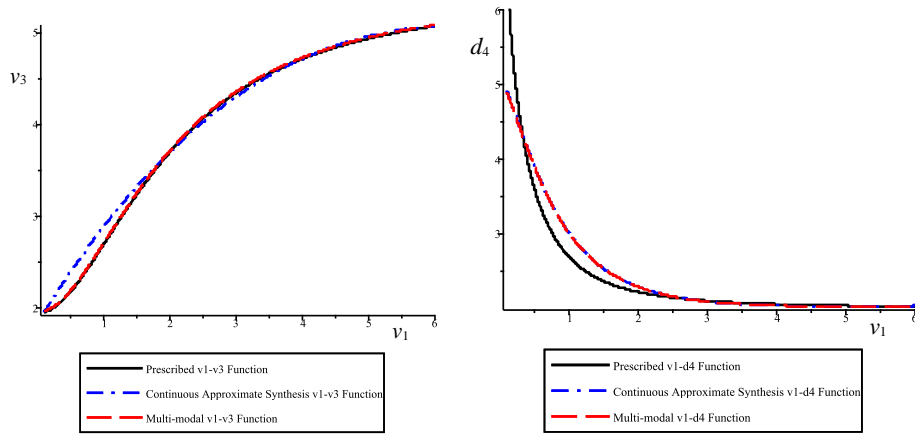 v3
5
4
3
2
1
2
3
4
5
6
v1
Prescribed v1-v3 Function
Continuous Approximate Synthesis v1-v3 Function
Multi-modal v1-v3 Function
6
d4
5
4
3
1
2
3
4
5
6
v1
Prescribed v1-d4 Function
Continuous Approximate Synthesis v1-d4 Function
Multi-modal v1-d4 Function